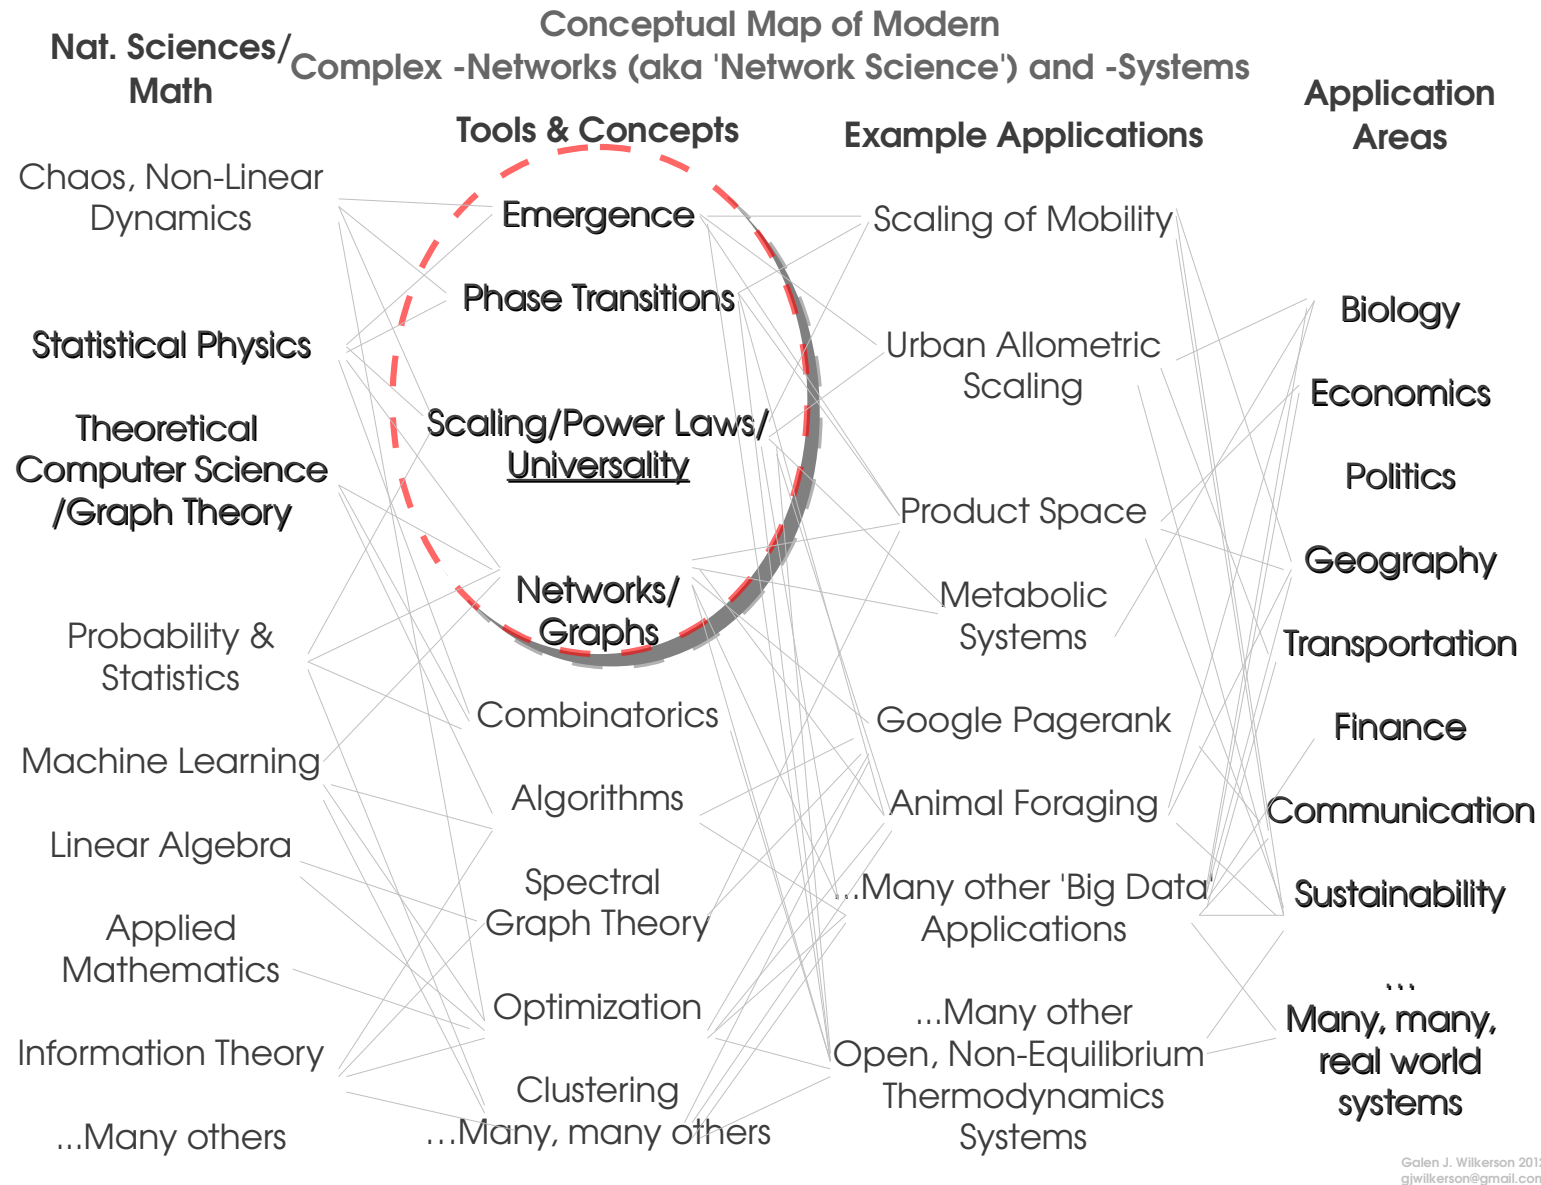 Conceptual Map of Modern
Complex -Networks (aka 'Network Science') and -Systems
Nat. Sciences/
Math
Chaos, Non-Linear
Dynamics
Statistical Physics
Theoretical
Computer Science
/Graph Theory
Probability &
Statistics
Machine Learning
Linear Algebra
Applied
Mathematics
Information Theory
...Many others
Tools & Concepts
Emergence
Phase Transitions
Scaling/Power Laws/
Universality
Networks/
Graphs
Combinatorics
Algorithms
Spectral
Graph Theory
Optimization
Clustering
...Many, many others
Example Applications
Scaling of Mobility
Urban Allometric
Scaling
Product Space
Metabolic
Systems
Google Pagerank
Animal Foraging
...Many other 'Big Data'
Applications
...Many other
Open, Non-Equilibrium
Thermodynamics
Systems
Application
Areas
Biology
Economics
Politics
Geography
Transportation
Finance
Communication
Sustainability
...
Many, many,
real world
systems
Galen J. Wilkerson 2012
gjwilkerson@gmail.com